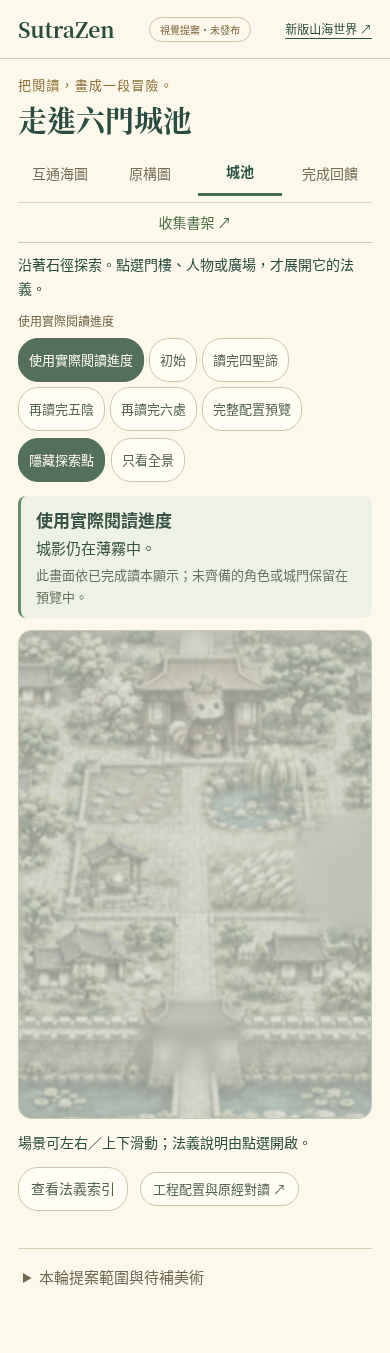 SutraZen
視覺提案・未發布
新版山海世界 ↗
把閱讀，畫成一段冒險。
走進六門城池
互通海圖
原構圖
城池
完成回饋
收集書架 ↗
沿著石徑探索。點選門樓、人物或廣場，才展開它的法
義。
使用實際閱讀進度
使用實際閱讀進度
初始
讀完四聖諦
再讀完五陰
再讀完六處
完整配置預覽
隱藏探索點
只看全景
使用實際閱讀進度
城影仍在薄霧中。
此畫面依已完成讀本顯示；未齊備的角色或城門保留在
預覽中。
場景可左右／上下滑動；法義說明由點選開啟。
查看法義索引
工程配置與原經對讀 ↗
▶ 本輪提案範圍與待補美術